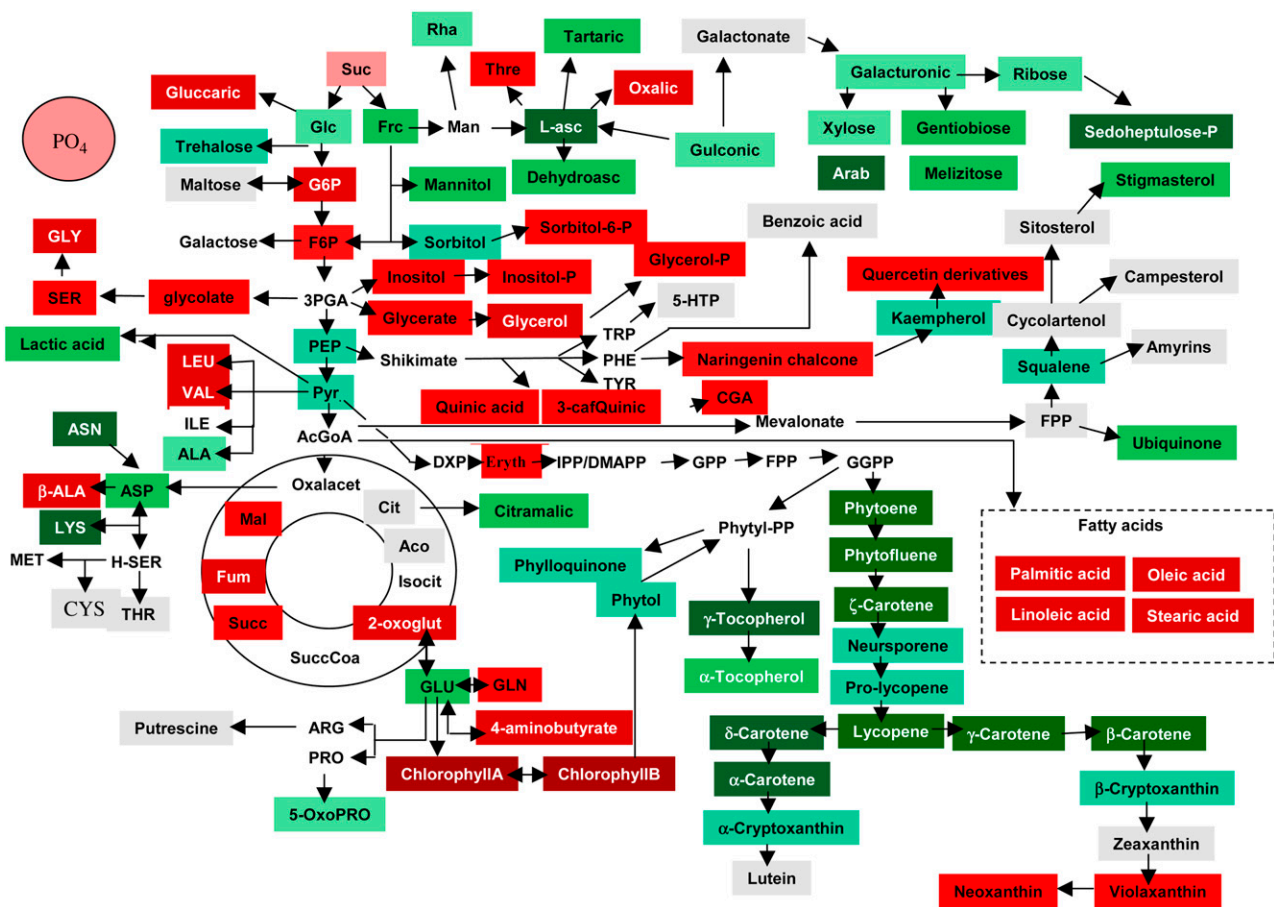 Rha
Tartaric
Galactonate
Suc
Thre
Oxalic
Galacturonic
Ribose
Gluccaric
PO4
Glc
Frc
Man
L-asc
Xylose
Gentiobiose
Sedoheptulose-P
Trehalose
Gulconic
Arab
Melizitose
Stigmasterol
Maltose
G6P
Mannitol
Dehydroasc
Benzoic acid
Sitosterol
GLY
Galactose
F6P
Sorbitol
Sorbitol-6-P
Glycerol-P
Quercetin derivatives
Campesterol
SER
glycolate
3PGA
Inositol
Inositol-P
5-HTP
Kaempherol
Cycolartenol
Glycerate
Glycerol
TRP
Lactic acid
PEP
Shikimate
PHE
Naringenin chalcone
Squalene
Amyrins
LEU
TYR
VAL
Pyr
Quinic acid
3-cafQuinic
CGA
ILE
Mevalonate
FPP
ASN
AcGoA
ALA
Ubiquinone
DXP
Eryth
IPP/DMAPP
GPP
FPP
GGPP
β-ALA
ASP
Oxalacet
Cit
Citramalic
Phytoene
Fatty acids
LYS
Mal
Aco
Phytyl-PP
Phytofluene
MET
H-SER
Fum
Isocit
Phylloquinone
Palmitic acid
Oleic acid
CYS
THR
Phytol
ζ-Carotene
Linoleic acid
Stearic acid
Succ
2-oxoglut
γ-Tocopherol
SuccCoa
Neursporene
GLU
GLN
α-Tocopherol
Pro-lycopene
Putrescine
ARG
4-aminobutyrate
δ-Carotene
Lycopene
γ-Carotene
β-Carotene
PRO
ChlorophyllA
ChlorophyllB
α-Carotene
β-Cryptoxanthin
5-OxoPRO
α-Cryptoxanthin
Zeaxanthin
Lutein
Neoxanthin
Violaxanthin